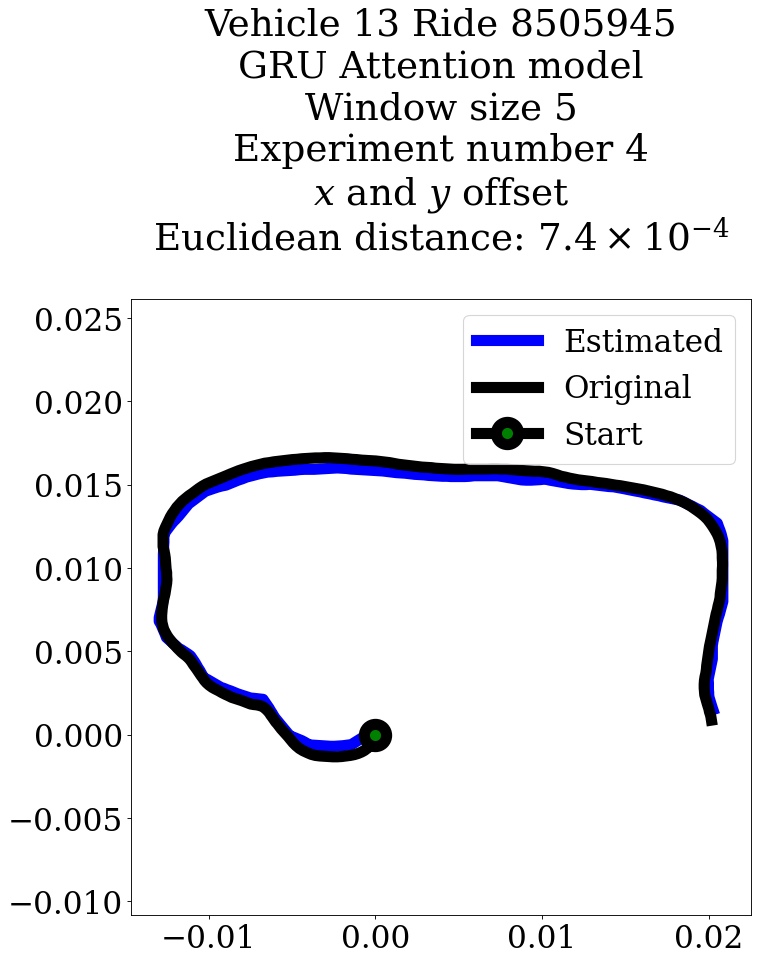 Vehicle 13 Ride 8505945
GRU Attention model
Window size 5
Experiment number 4
x and y offset
Euclidean distance: 7.4 × 10⁻⁴
Estimated
Original
Start
0.025
0.020
0.015
0.010
0.005
0.000
−0.005
−0.010
−0.01 0.00 0.01 0.02